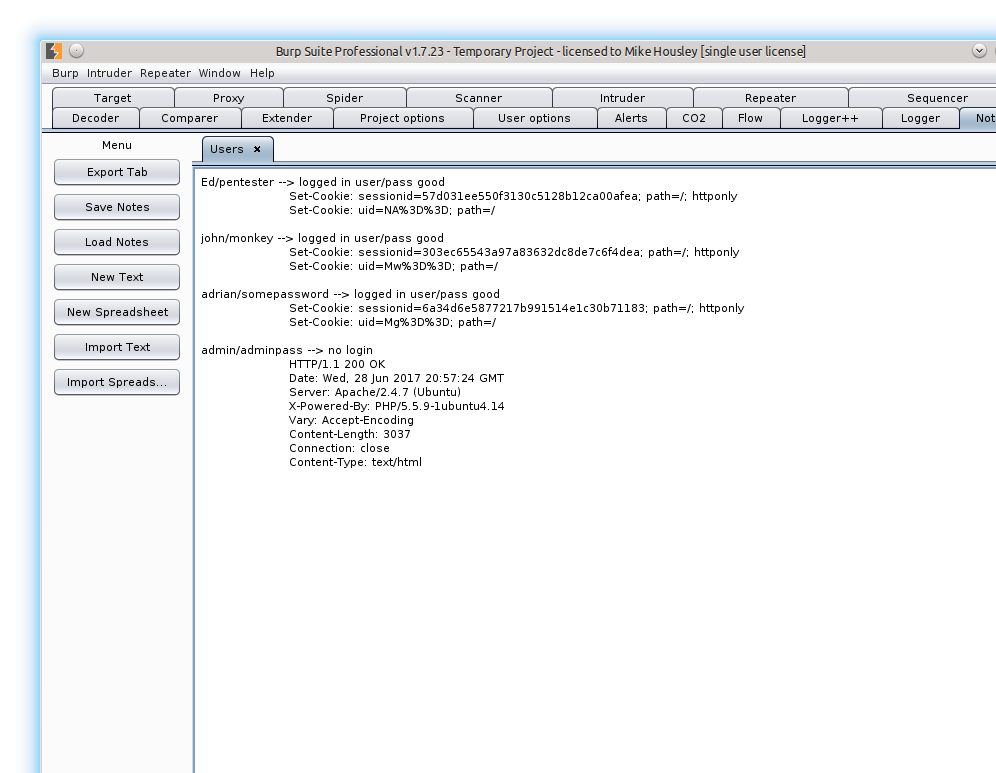 Burp Suite Professional v1.7.23 - Temporary Project - licensed to Mike Housley [single user license]
Burp Intruder Repeater Window Help
Target Proxy Spider Scanner Intruder Repeater Sequencer
Decoder Comparer Extender Project options User options Alerts CO2 Flow Logger++ Logger Not
Menu
Export Tab
Save Notes
Load Notes
New Text
New Spreadsheet
Import Text
Import Spreads...
Users ×
Ed/pentester --> logged in user/pass good
Set-Cookie: sessionid=57d031ee550f3130c5128b12ca00afea; path=/; httponly
Set-Cookie: uid=NA%3D%3D; path=/
john/monkey --> logged in user/pass good
Set-Cookie: sessionid=303ec65543a97a83632dc8de7c6f4dea; path=/; httponly
Set-Cookie: uid=Mw%3D%3D; path=/
adrian/somepassword --> logged in user/pass good
Set-Cookie: sessionid=6a34d6e5877217b991514e1c30b71183; path=/; httponly
Set-Cookie: uid=Mg%3D%3D; path=/
admin/adminpass --> no login
HTTP/1.1 200 OK
Date: Wed, 28 Jun 2017 20:57:24 GMT
Server: Apache/2.4.7 (Ubuntu)
X-Powered-By: PHP/5.5.9-1ubuntu4.14
Vary: Accept-Encoding
Content-Length: 3037
Connection: close
Content-Type: text/html